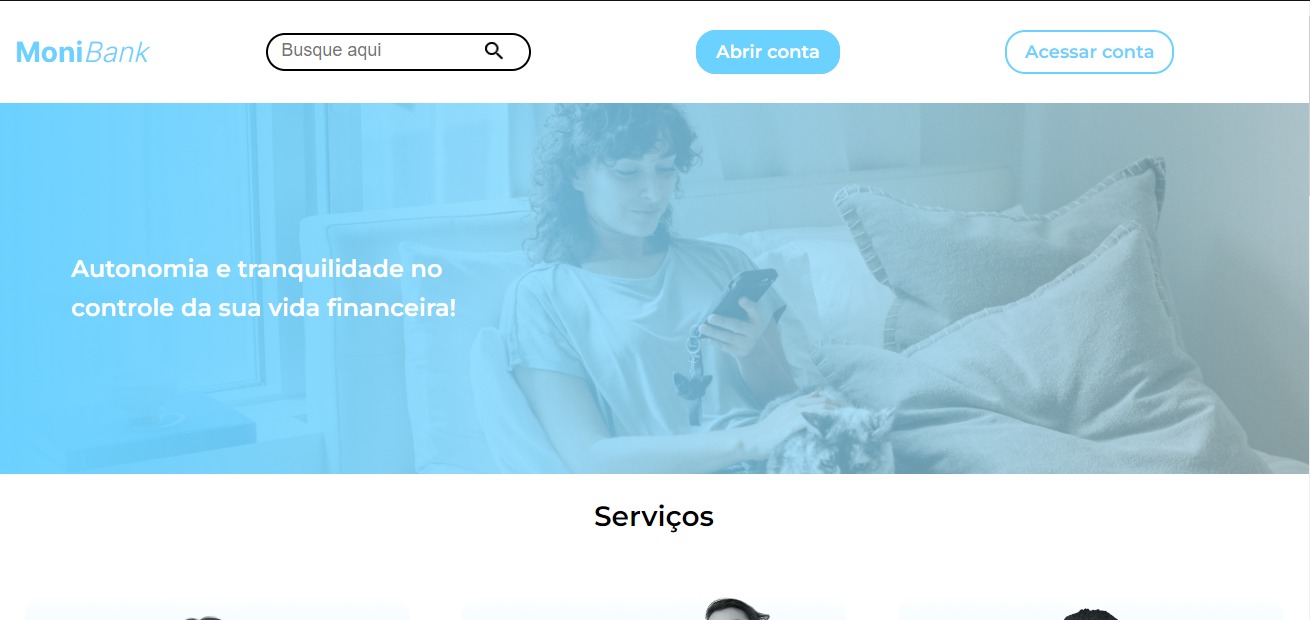 MoniBank
Busque aqui
Abrir conta
Acessar conta
Autonomia e tranquilidade no
controle da sua vida financeira!
Serviços